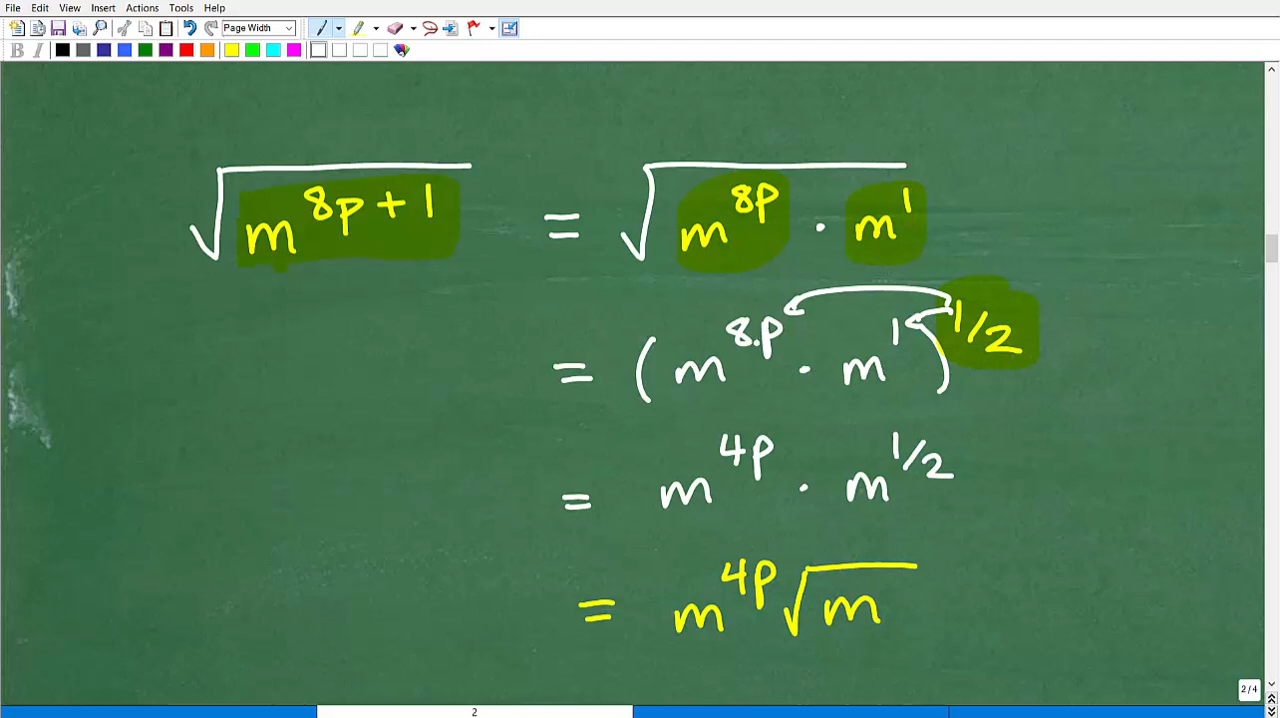 File Edit View Insert Actions Tools Help
Page Width
B I
√(m^(8p + 1)) = √(m^(8p) · m^1)
= (m^(8.p) · m^1)^(1/2)
= m^(4p) · m^(1/2)
= m^(4p) √m
2/4
2